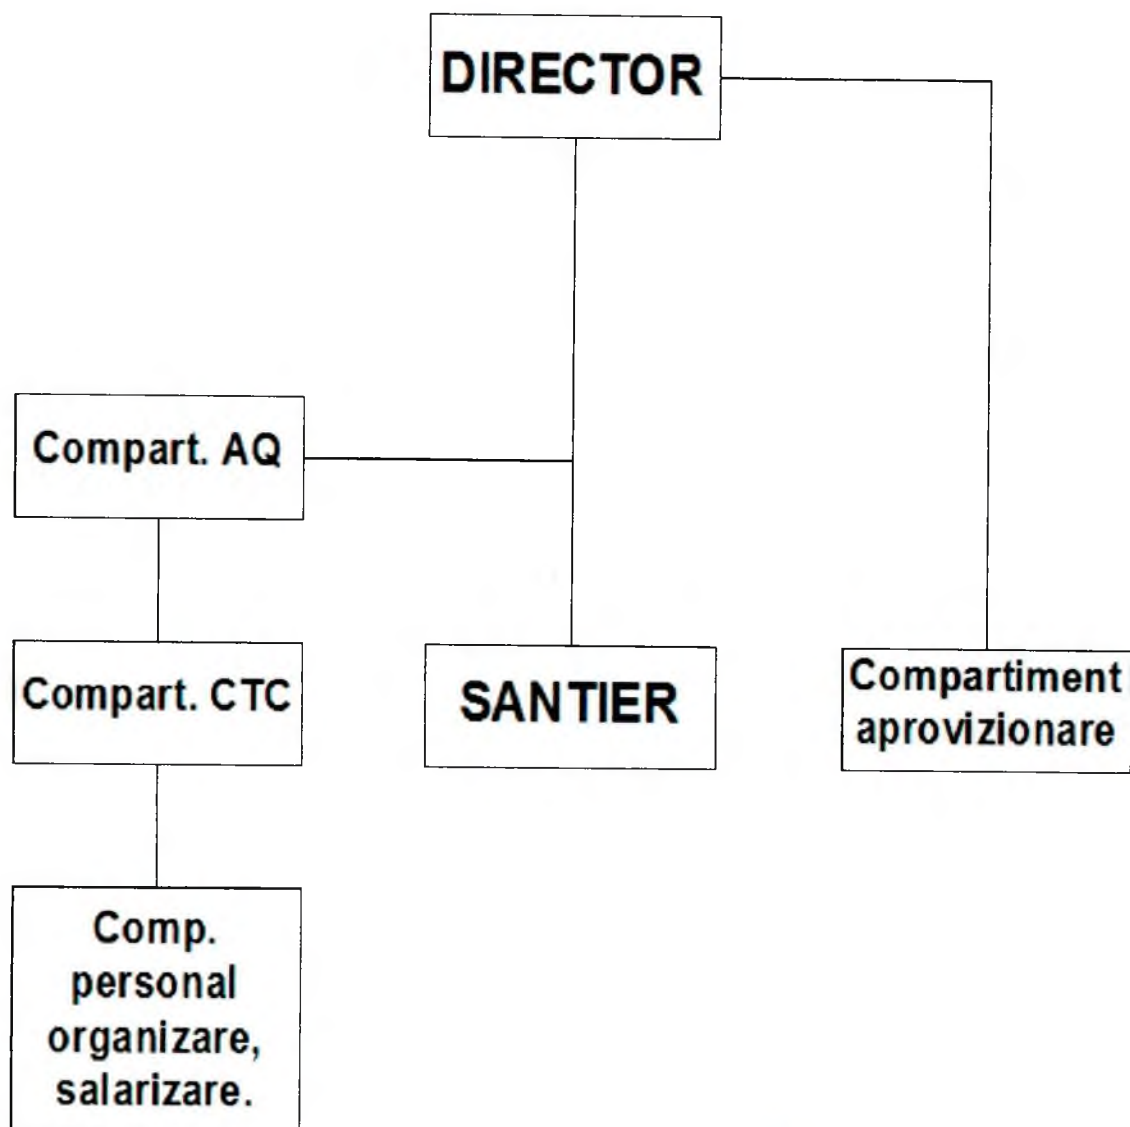 DIRECTOR
Compart. AQ
Compart. CTC
SANTIER
Compartiment
aprovizionare
Comp.
personal
organizare,
salarizare.